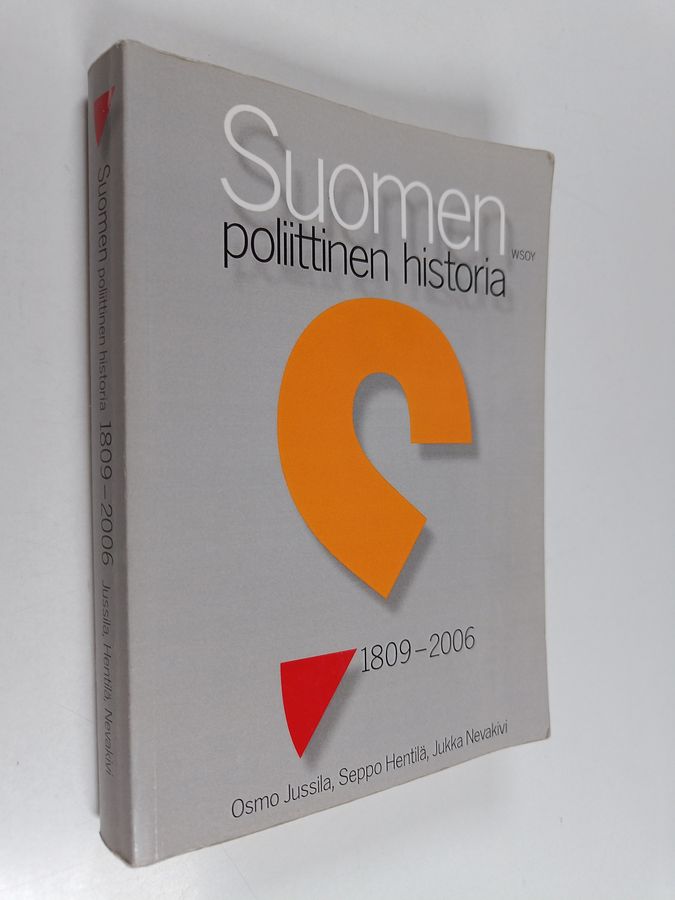 Suomen
poliittinen historia
WSOY
1809–2006
Osmo Jussila, Seppo Hentilä, Jukka Nevakivi
Suomen poliittinen historia 1809–2006 Jussila, Hentilä, Nevakivi